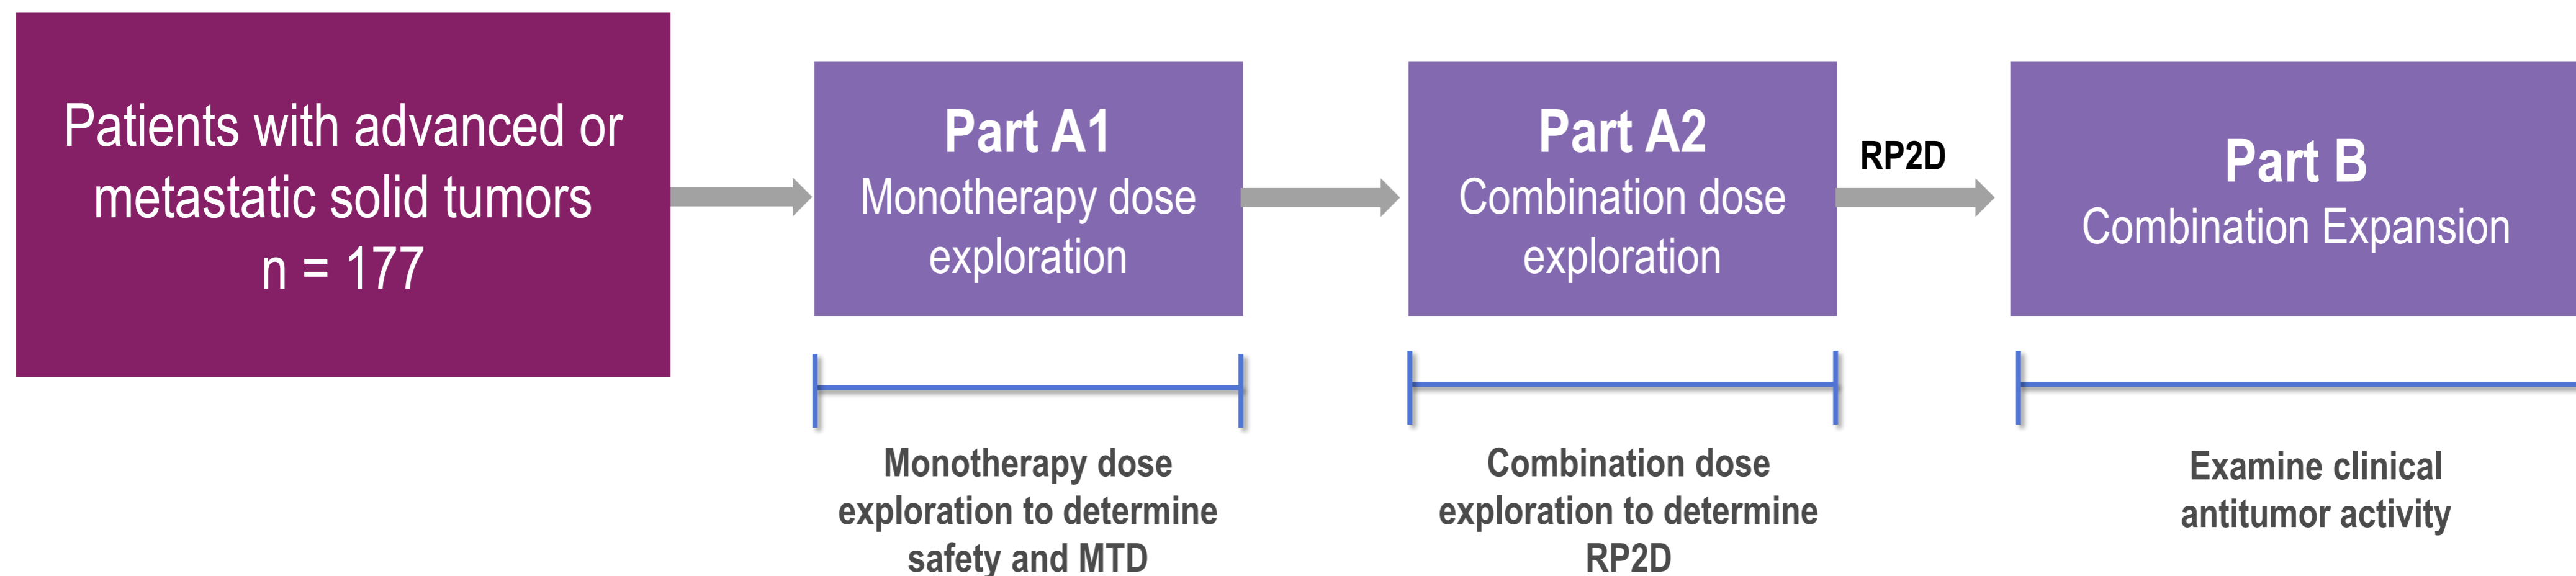 Patients with advanced or
metastatic solid tumors
n = 177
Part A1
Monotherapy dose
exploration
Part A2
Combination dose
exploration
RP2D
Part B
Combination Expansion
Monotherapy dose
exploration to determine
safety and MTD
Combination dose
exploration to determine
RP2D
Examine clinical
antitumor activity